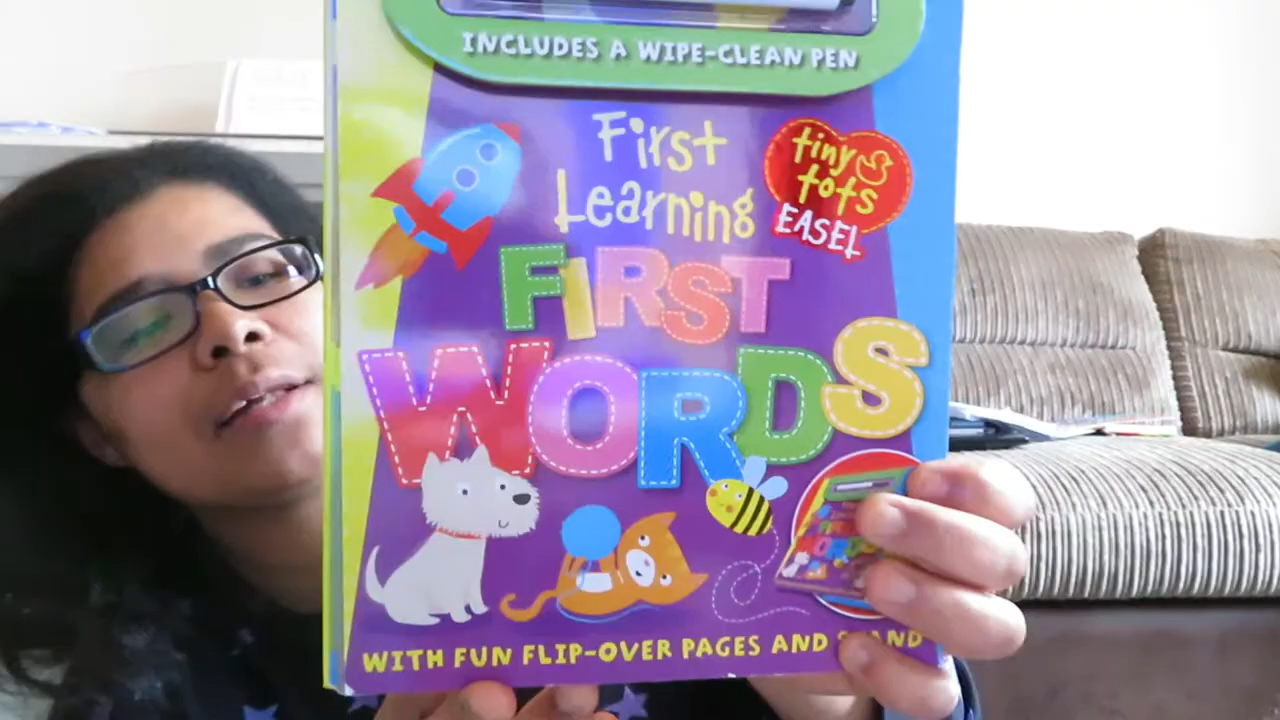 INCLUDES A WIPE-CLEAN PEN
First
Learning
tiny
tots
EASEL
FIRST
WORDS
WITH FUN FLIP-OVER PAGES AND